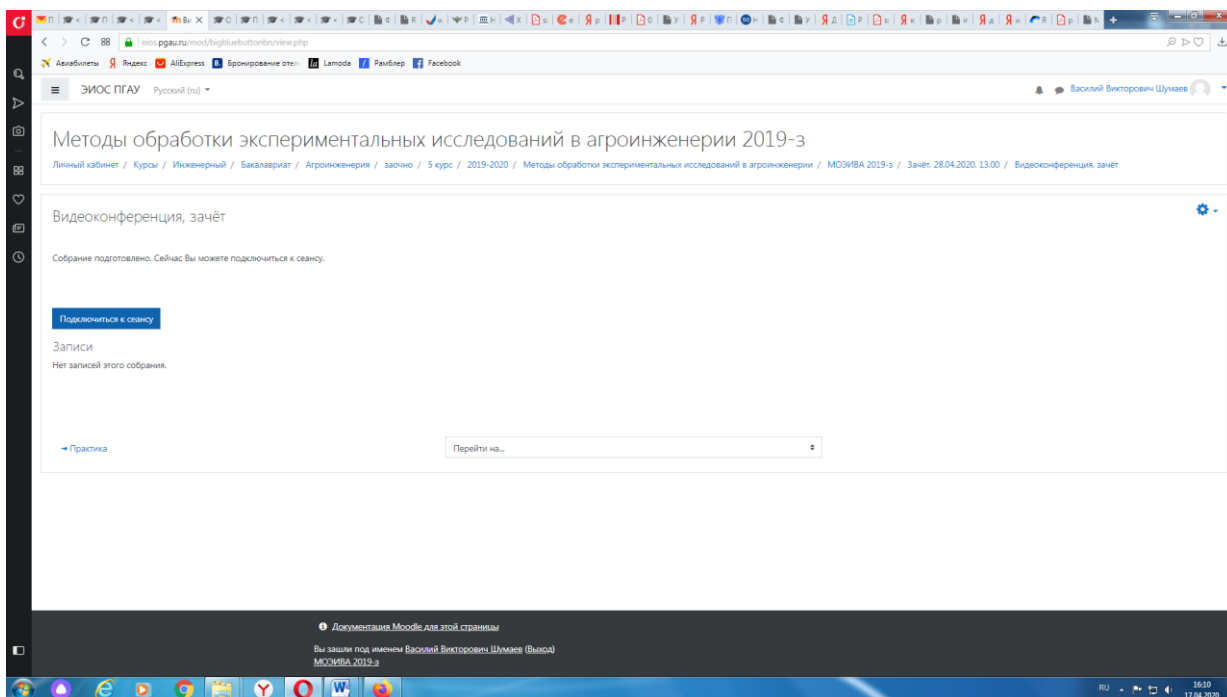 eios.pgau.ru/mod/bigbluebuttonbn/view.php
Авиабилеты Яндекс AliExpress Бронирование отел Lamoda Рамблер Facebook
ЭИОС ПГАУ Русский (ru) Василий Викторович Шумаев
Методы обработки экспериментальных исследований в агроинженерии 2019-з
Личный кабинет / Курсы / Инженерный / Бакалавриат / Агроинженерия / заочно / 5 курс / 2019-2020 / Методы обработки экспериментальных исследований в агроинженерии / МОЭИВА 2019-з / Зачёт, 28.04.2020, 13.00 / Видеоконференция, зачёт
Видеоконференция, зачёт
Собрание подготовлено. Сейчас Вы можете подключиться к сеансу.
Подключиться к сеансу
Записи
Нет записей этого собрания.
◄ Практика Перейти на...
Документация Moodle для этой страницы
Вы зашли под именем Василий Викторович Шумаев (Выход)
МОЭИВА 2019-з
RU 16:10
17.04.2020